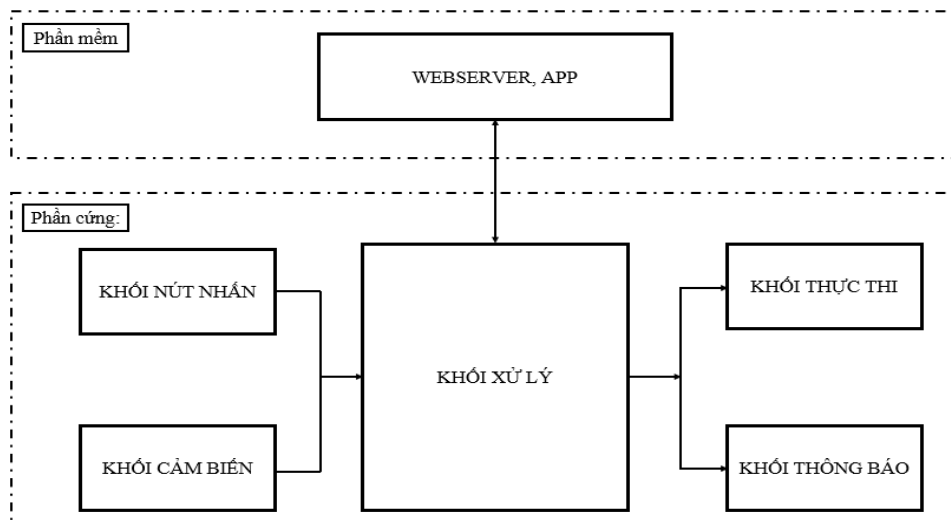 Phần mềm
WEBSERVER, APP
Phần cứng:
KHỐI NÚT NHẤN
KHỐI THỰC THI
KHỐI XỬ LÝ
KHỐI CẢM BIẾN
KHỐI THÔNG BÁO